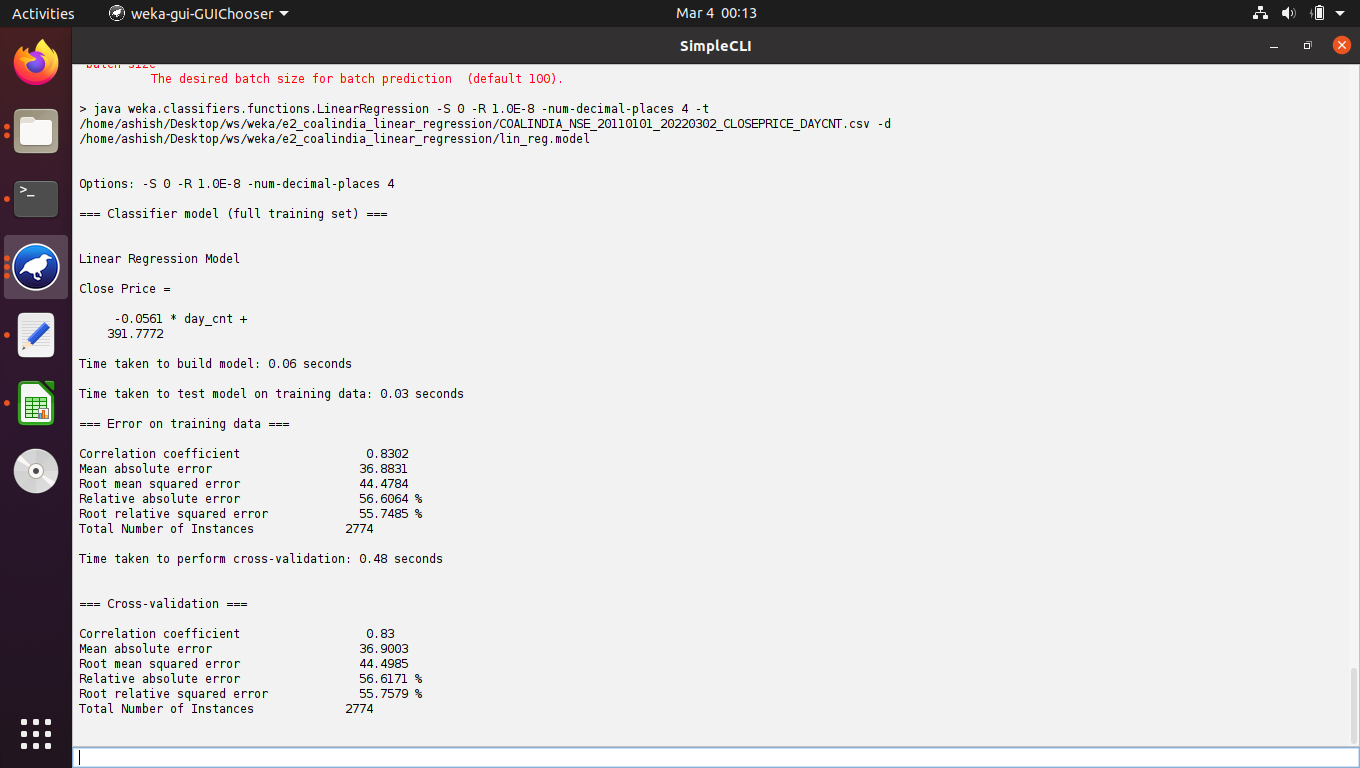 Activities
weka-gui-GUIChooser
Mar 4 00:13
SimpleCLI
batch size
The desired batch size for batch prediction (default 100).
> java weka.classifiers.functions.LinearRegression -S 0 -R 1.0E-8 -num-decimal-places 4 -t
/home/ashish/Desktop/ws/weka/e2_coalindia_linear_regression/COALINDIA_NSE_20110101_20220302_CLOSEPRICE_DAYCNT.csv -d
/home/ashish/Desktop/ws/weka/e2_coalindia_linear_regression/lin_reg.model
Options: -S 0 -R 1.0E-8 -num-decimal-places 4
=== Classifier model (full training set) ===
Linear Regression Model
Close Price =
-0.0561 * day_cnt +
391.7772
Time taken to build model: 0.06 seconds
Time taken to test model on training data: 0.03 seconds
=== Error on training data ===
Correlation coefficient 0.8302
Mean absolute error 36.8831
Root mean squared error 44.4784
Relative absolute error 56.6064 %
Root relative squared error 55.7485 %
Total Number of Instances 2774
Time taken to perform cross-validation: 0.48 seconds
=== Cross-validation ===
Correlation coefficient 0.83
Mean absolute error 36.9003
Root mean squared error 44.4985
Relative absolute error 56.6171 %
Root relative squared error 55.7579 %
Total Number of Instances 2774